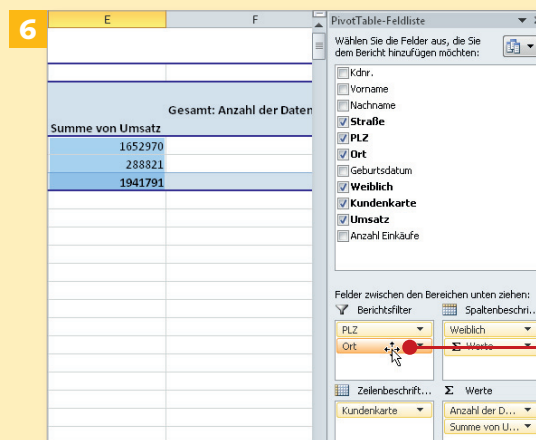 6
E F
Gesamt: Anzahl der Daten
Summe von Umsatz
1652970
288821
1941791
PivotTable-Feldliste
Wählen Sie die Felder aus, die Sie
dem Bericht hinzufügen möchten:
Kdnr.
Vorname
Nachname
Straße
PLZ
Ort
Geburtsdatum
Weiblich
Kundenkarte
Umsatz
Anzahl Einkäufe
Felder zwischen den Bereichen unten ziehen:
Berichtsfilter Spaltenbeschri...
PLZ Weiblich
Ort Σ Werte
Zeilenbeschrift... Σ Werte
Kundenkarte Anzahl der D...
Summe von U...